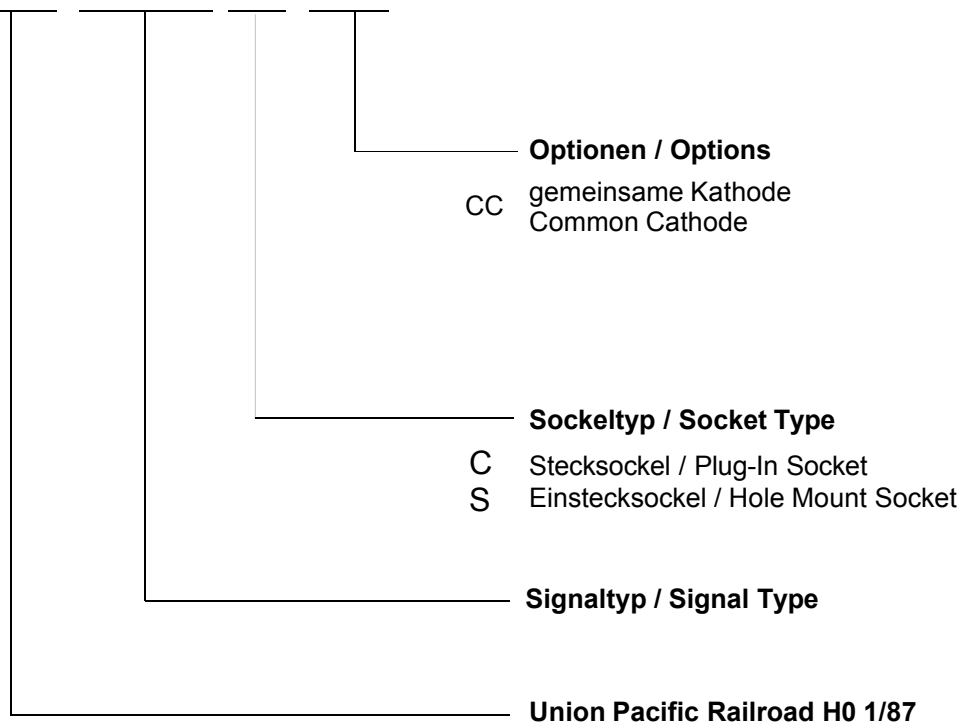 Optionen / Options
CC gemeinsame Kathode
Common Cathode
Sockeltyp / Socket Type
C Stecksockel / Plug-In Socket
S Einstecksockel / Hole Mount Socket
Signaltyp / Signal Type
Union Pacific Railroad H0 1/87